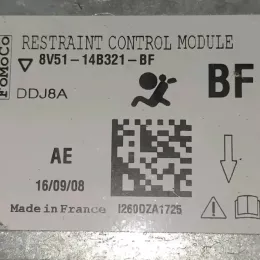 FoMoCo
RESTRAINT CONTROL MODULE
8V51-14B321-BF
DDJ8A
BF
AE
16/09/08
Made in France
I260DZA1725